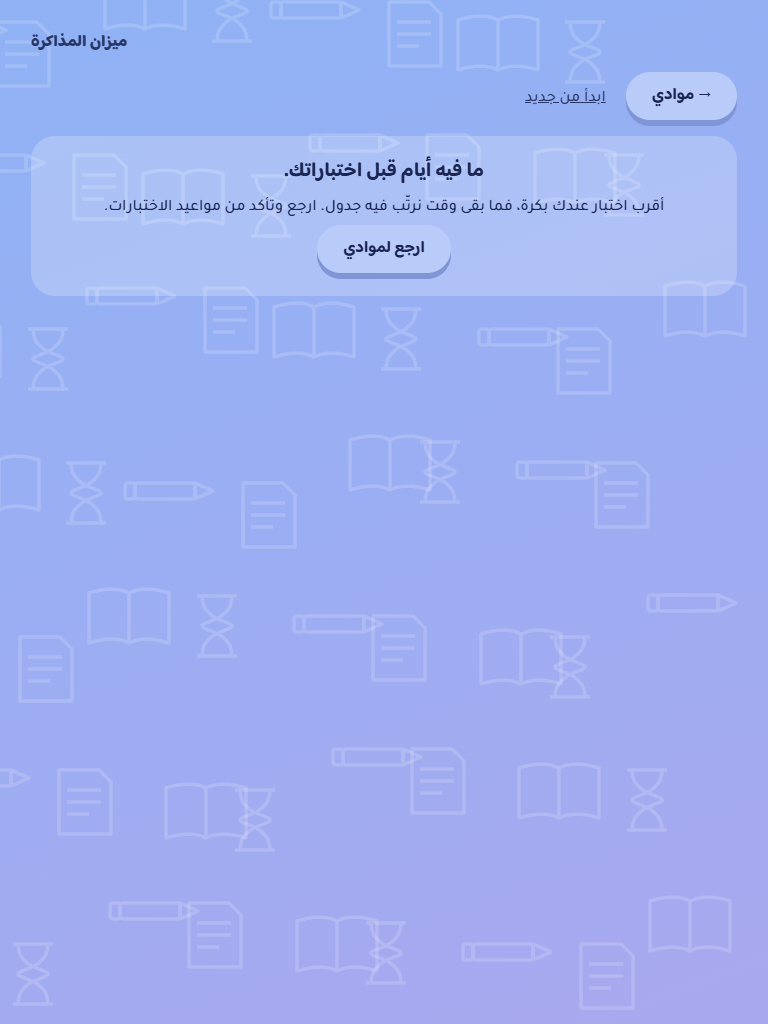 ميزان المذاكرة
→ موادي
ابدأ من جديد
ما فيه أيام قبل اختباراتك.
أقرب اختبار عندك بكرة، فما بقى وقت نرتّب فيه جدول. ارجع وتأكد من مواعيد الاختبارات.
ارجع لموادي